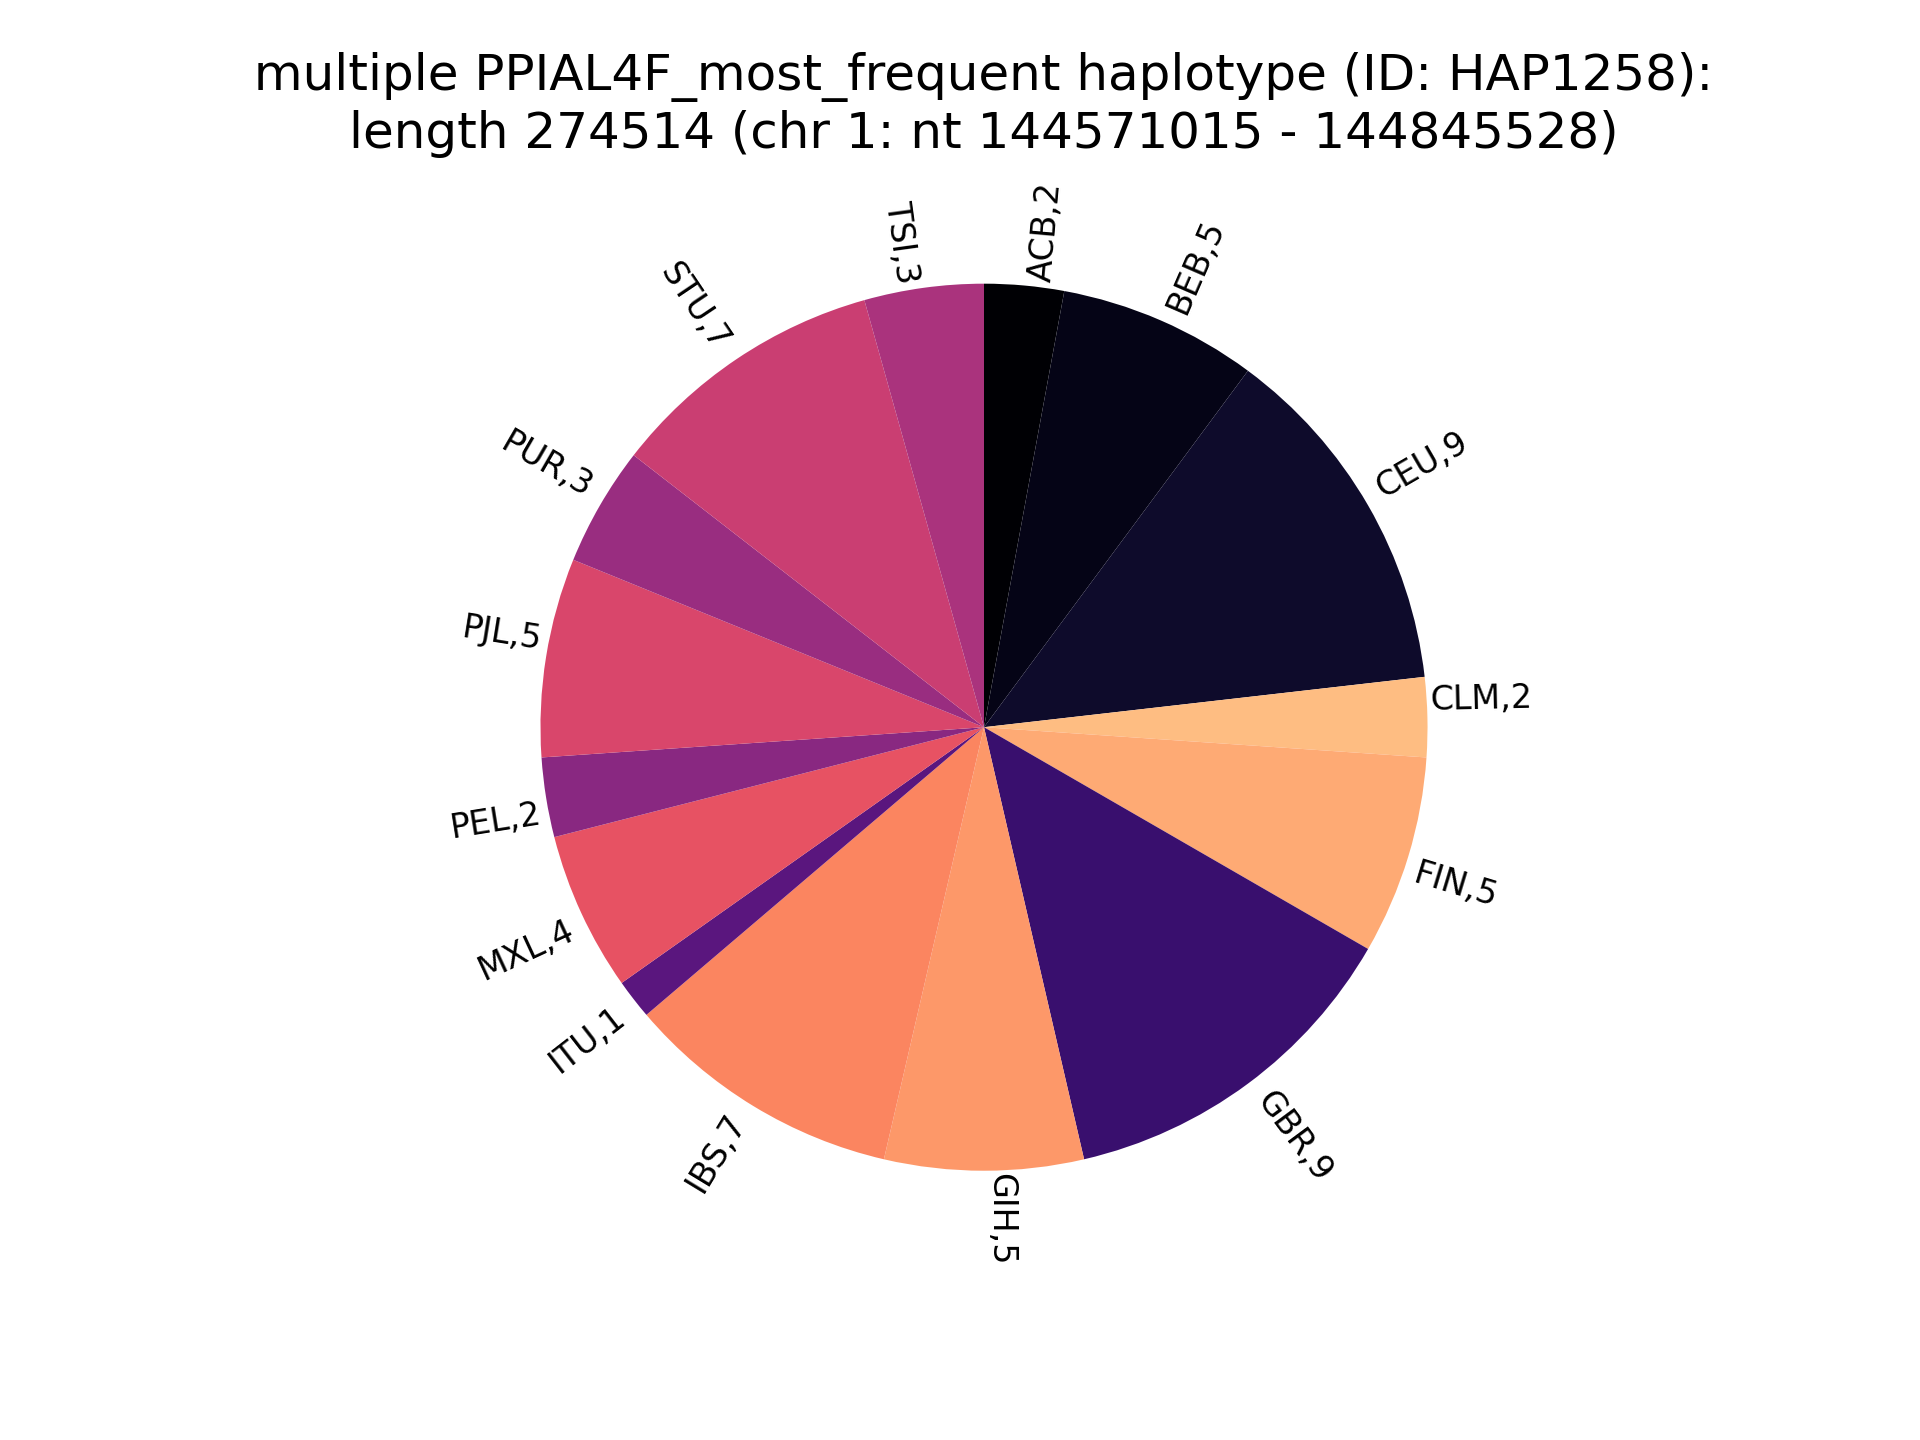 multiple PPIAL4F_most_frequent haplotype (ID: HAP1258):
length 274514 (chr 1: nt 144571015 - 144845528)
ACB,2
BEB,5
CEU,9
CLM,2
FIN,5
GBR,9
GIH,5
IBS,7
ITU,1
MXL,4
PEL,2
PJL,5
PUR,3
STU,7
TSI,3